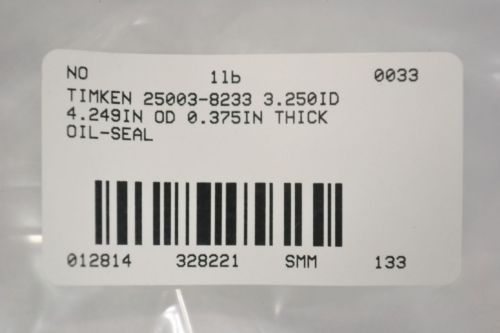 NO 1lb 0033
TIMKEN 25003-8233 3.250ID
4.249IN OD 0.375IN THICK
OIL-SEAL
012814 328221 SMM 133